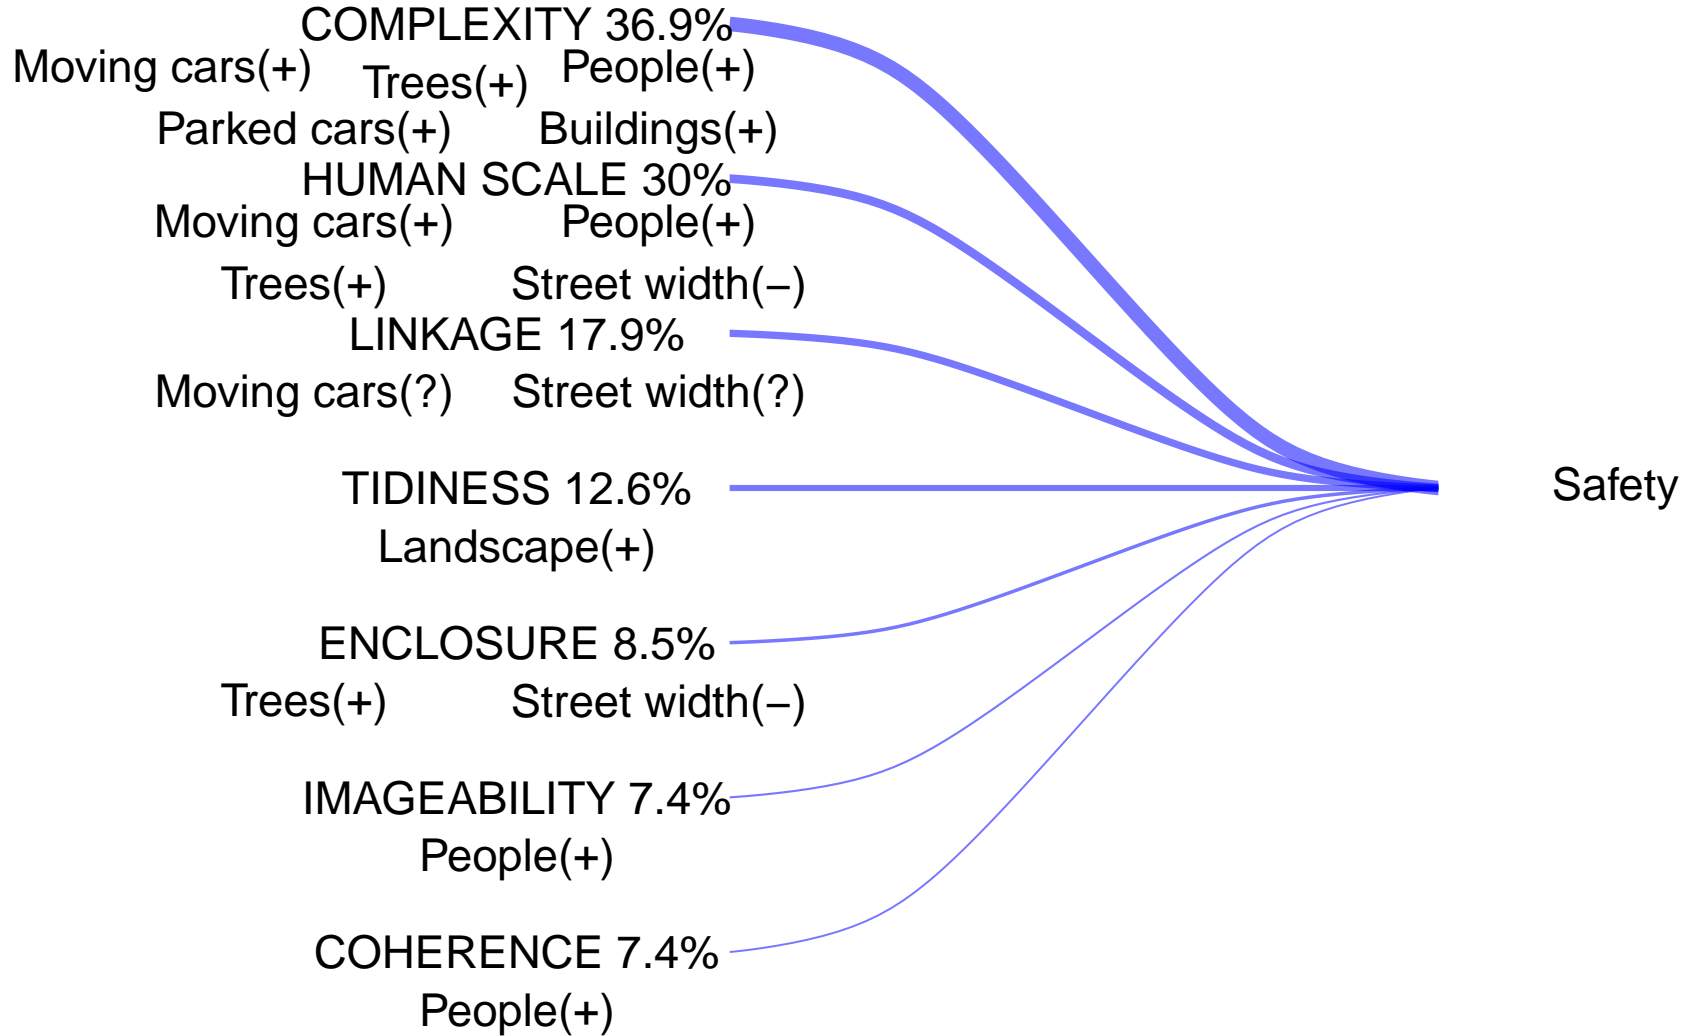 COMPLEXITY 36.9%
Moving cars(+) Trees(+) People(+)
Parked cars(+) Buildings(+)
HUMAN SCALE 30%
Moving cars(+) People(+)
Trees(+) Street width(–)
LINKAGE 17.9%
Moving cars(?) Street width(?)
TIDINESS 12.6%
Safety
Landscape(+)
ENCLOSURE 8.5%
Trees(+) Street width(–)
IMAGEABILITY 7.4%
People(+)
COHERENCE 7.4%
People(+)